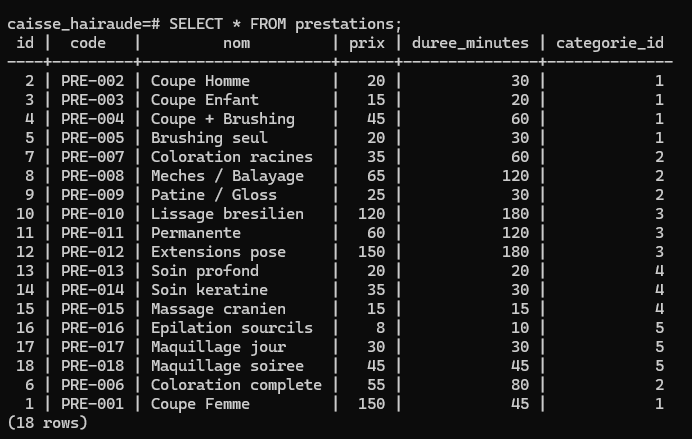 caisse_hairaude=# SELECT * FROM prestations;
 id |  code   |         nom         | prix | duree_minutes | categorie_id
----+---------+---------------------+------+---------------+--------------
  2 | PRE-002 | Coupe Homme         |   20 |            30 |            1
  3 | PRE-003 | Coupe Enfant        |   15 |            20 |            1
  4 | PRE-004 | Coupe + Brushing    |   45 |            60 |            1
  5 | PRE-005 | Brushing seul       |   20 |            30 |            1
  7 | PRE-007 | Coloration racines  |   35 |            60 |            2
  8 | PRE-008 | Meches / Balayage   |   65 |           120 |            2
  9 | PRE-009 | Patine / Gloss      |   25 |            30 |            2
 10 | PRE-010 | Lissage bresilien   |  120 |           180 |            3
 11 | PRE-011 | Permanente          |   60 |           120 |            3
 12 | PRE-012 | Extensions pose     |  150 |           180 |            3
 13 | PRE-013 | Soin profond        |   20 |            20 |            4
 14 | PRE-014 | Soin keratine       |   35 |            30 |            4
 15 | PRE-015 | Massage cranien     |   15 |            15 |            4
 16 | PRE-016 | Epilation sourcils  |    8 |            10 |            5
 17 | PRE-017 | Maquillage jour     |   30 |            30 |            5
 18 | PRE-018 | Maquillage soiree   |   45 |            45 |            5
  6 | PRE-006 | Coloration complete |   55 |            80 |            2
  1 | PRE-001 | Coupe Femme         |  150 |            45 |            1
(18 rows)